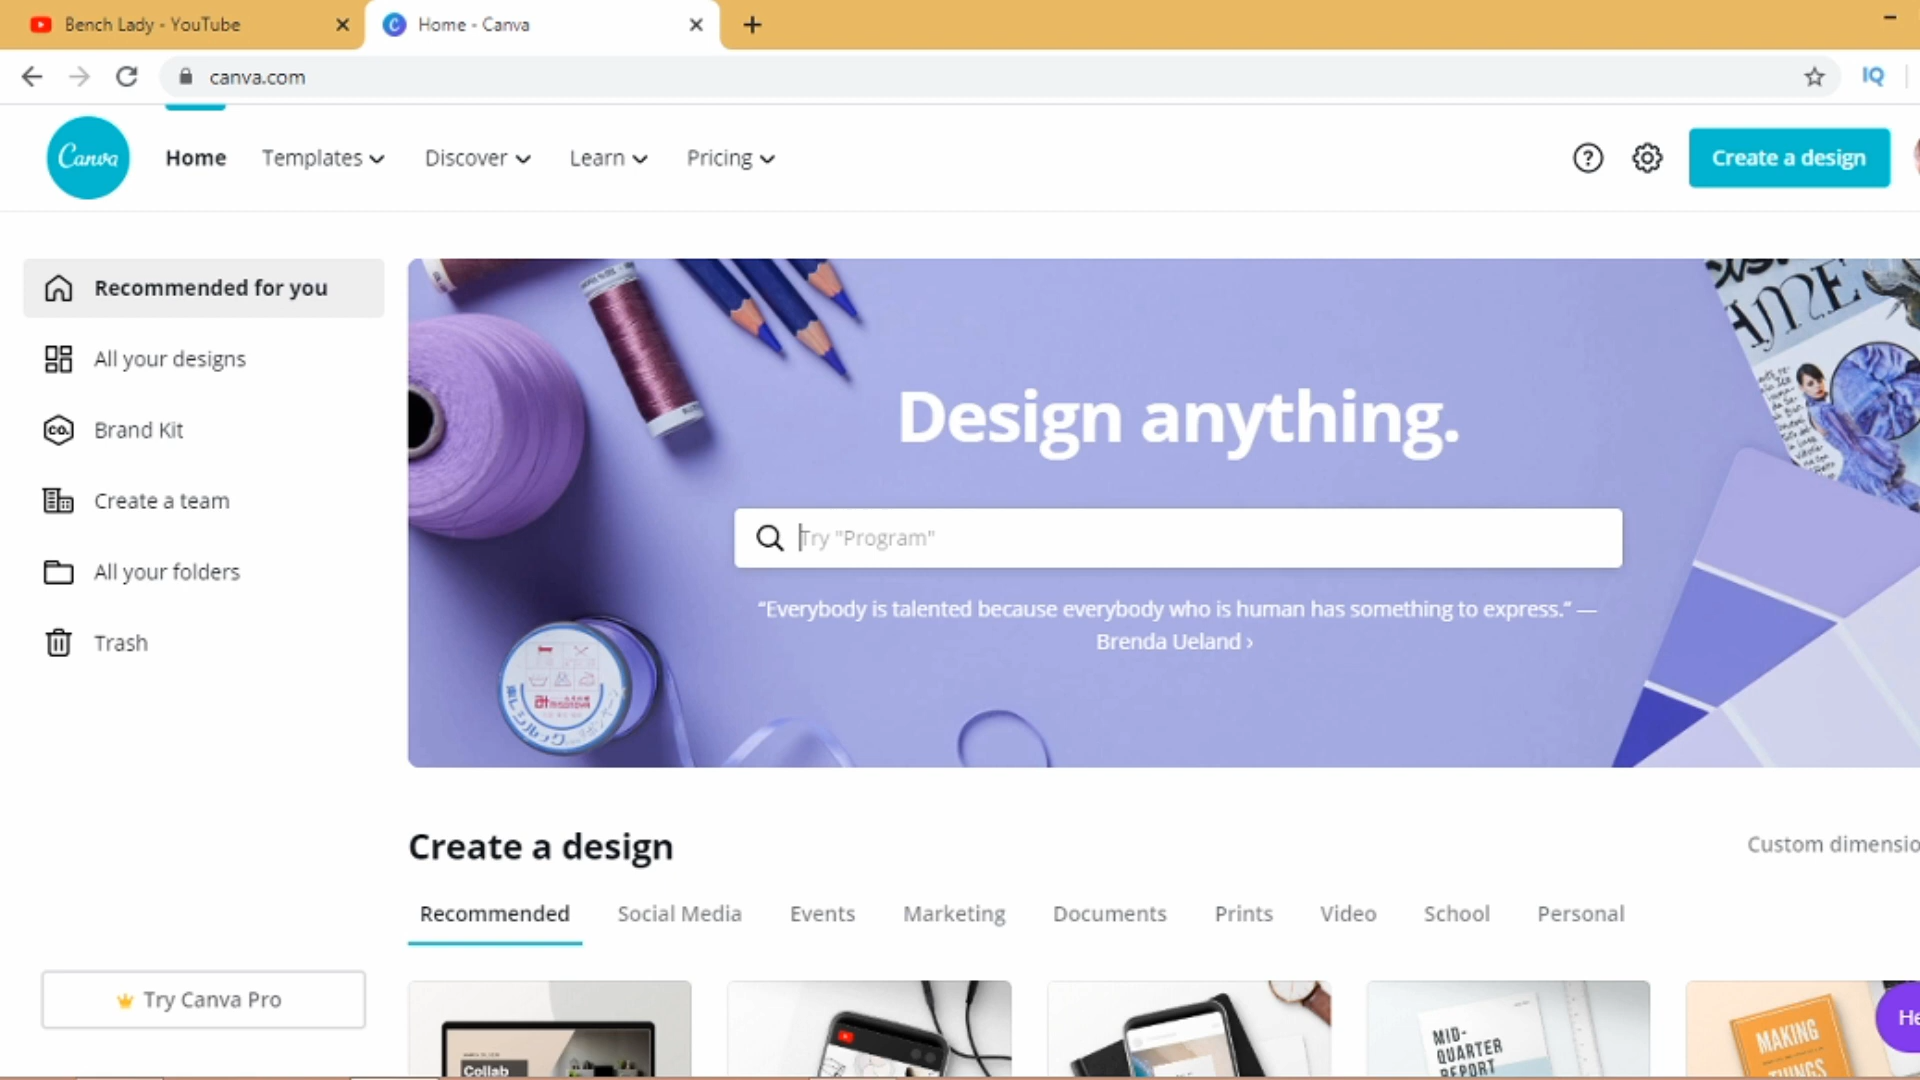 Bench Lady - YouTube
Home - Canva
canva.com
IQ
Canva
Home
Templates
Discover
Learn
Pricing
Create a design
Recommended for you
All your designs
CO.
Brand Kit
Create a team
All your folders
Trash
Try Canva Pro
AME
Design anything.
Try "Program"
“Everybody is talented because everybody who is human has something to express.” —
Brenda Ueland ›
Create a design
Custom dimensio
Recommended
Social Media
Events
Marketing
Documents
Prints
Video
School
Personal
Collab
MID-
QUARTER
REPORT
MAKING
THINGS
He